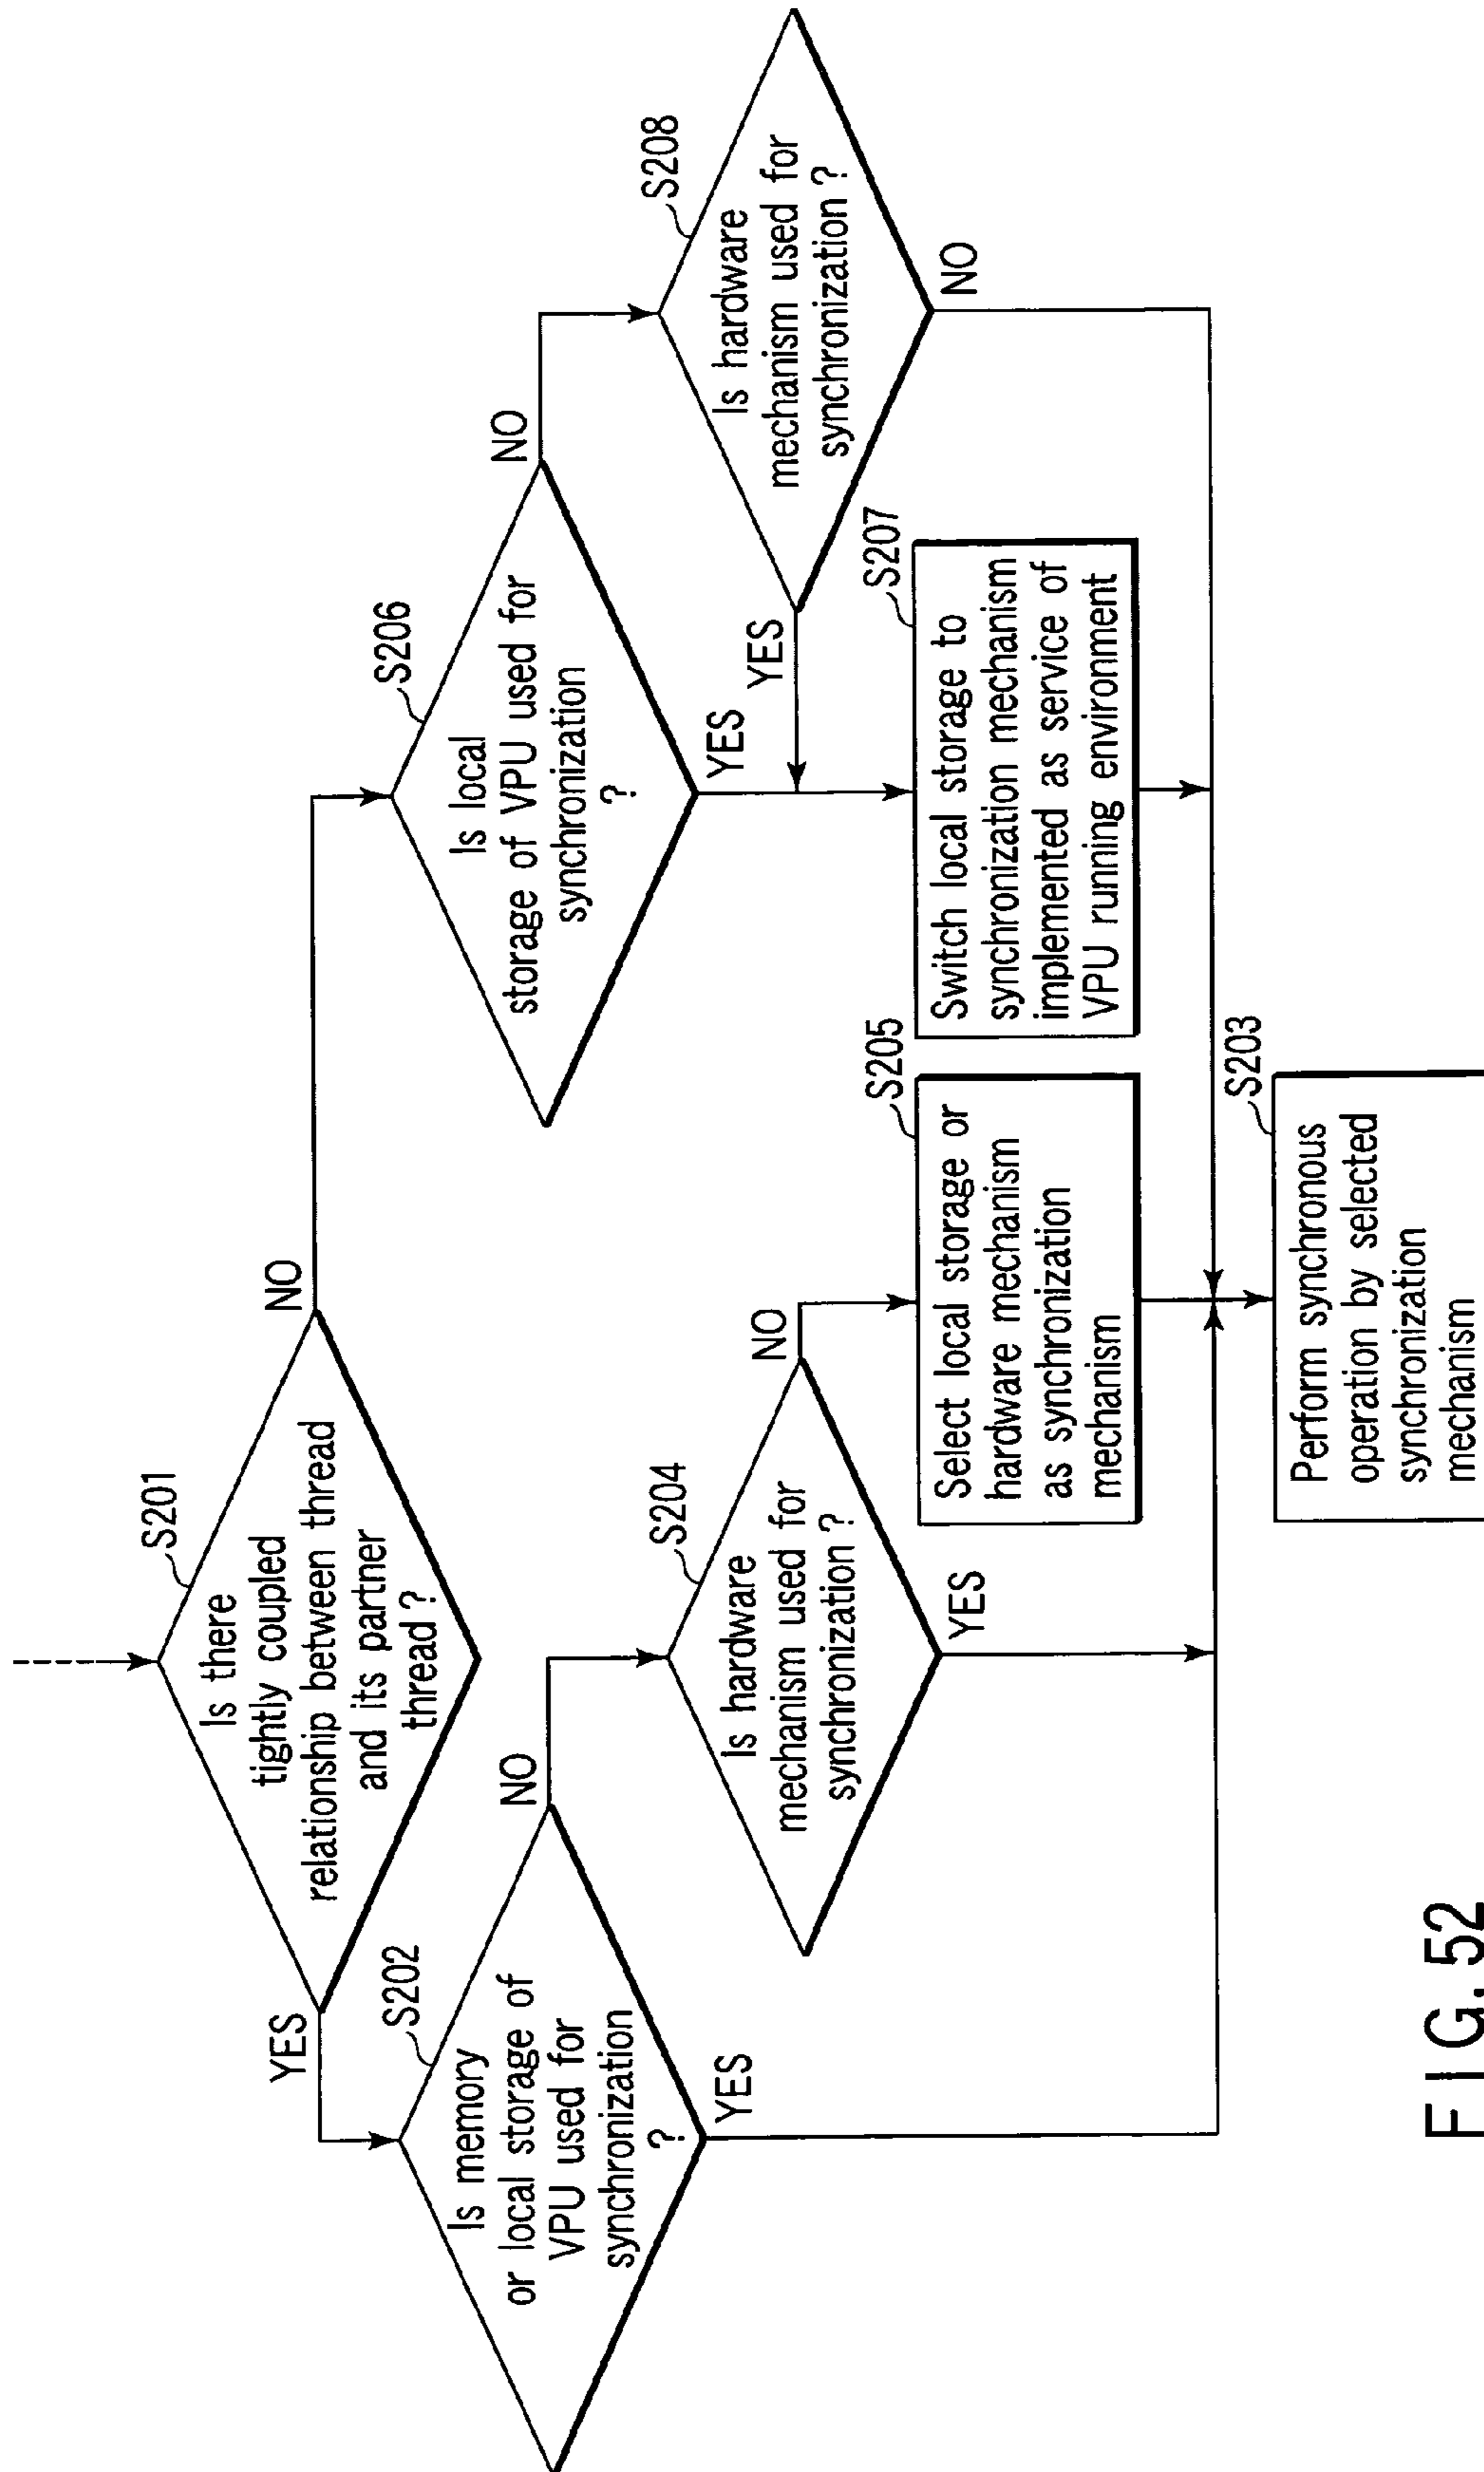 S201
Is there
tightly coupled
relationship between thread
and its partner
thread ?
YES
NO
S202
Is memory
or local storage of
VPU used for
synchronization
?
YES
NO
S206
Is local
storage of VPU used for
synchronization
?
YES
NO
S204
Is hardware
mechanism used for
synchronization ?
YES
NO
S208
Is hardware
mechanism used for
synchronization ?
YES
NO
S205
Select local storage or
hardware mechanism
as synchronization
mechanism
S207
Switch local storage to
synchronization mechanism
implemented as service of
VPU running environment
S203
Perform synchronous
operation by selected
synchronization
mechanism
FIG. 52